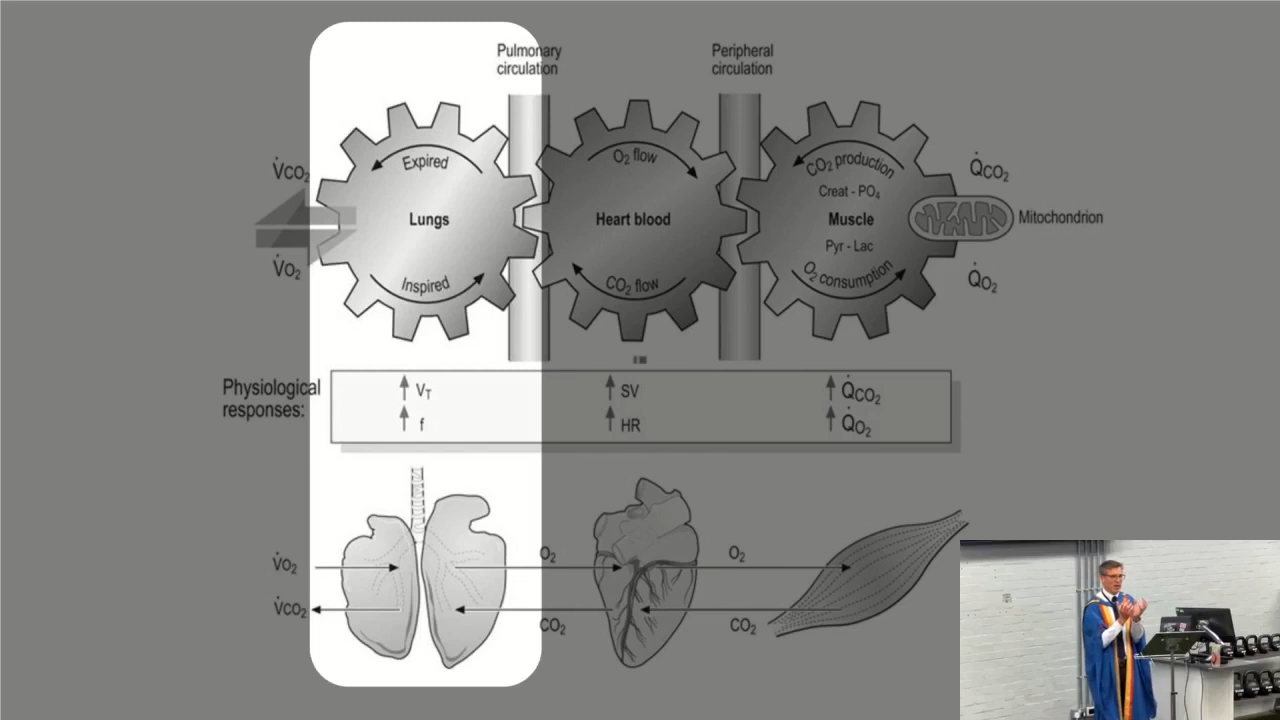 Pulmonary
circulation
Peripheral
circulation
V̇CO₂
Expired
Lungs
Inspired
V̇O₂
O₂ flow
Heart blood
CO₂ flow
CO₂ production
Creat - PO₄
Muscle
Pyr - Lac
O₂ consumption
Q̇CO₂
Mitochondrion
Q̇O₂
Physiological
responses:
↑ V_T
↑ f
↑ SV
↑ HR
↑ Q̇CO₂
↑ Q̇O₂
V̇O₂
O₂
O₂
V̇CO₂
CO₂
CO₂